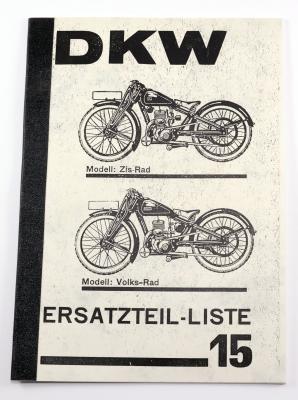 DKW
Modell: Zis-Rad
Modell: Volks-Rad
ERSATZTEIL-LISTE
15